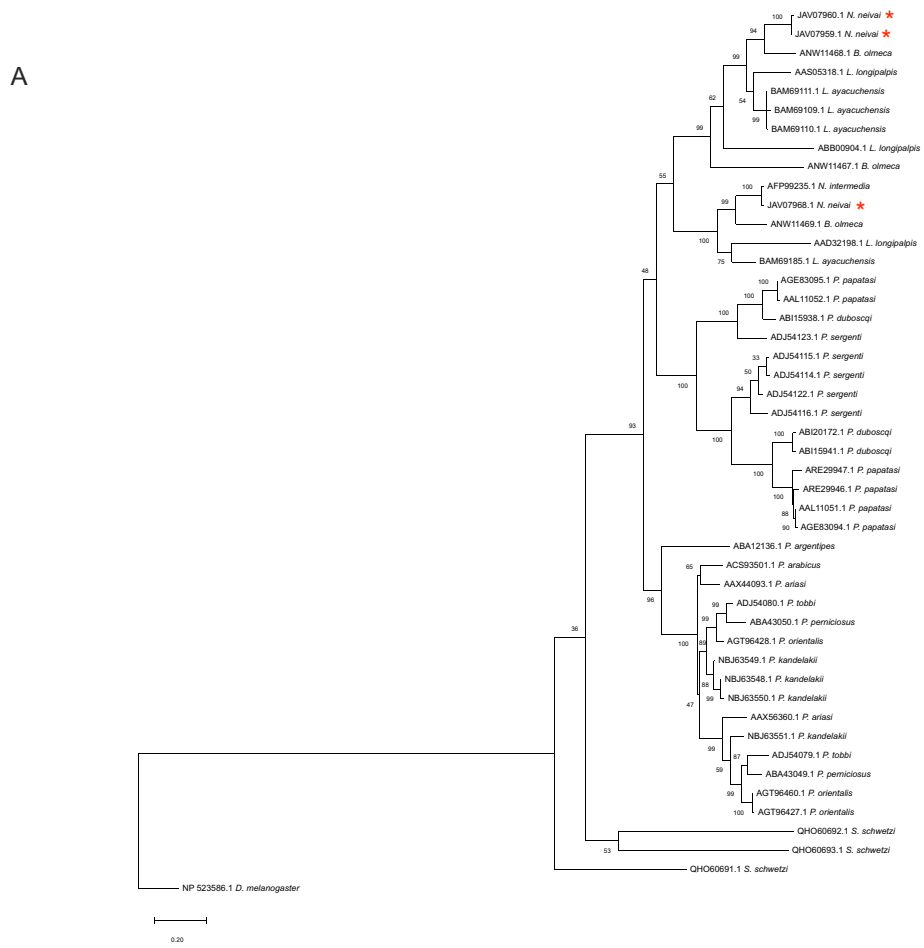 A
100
JAV07960.1 N. neivai *
94
JAV07959.1 N. neivai *
ANW11468.1 B. olmeca
99
AAS05318.1 L. longipalpis
BAM69111.1 L. ayacuchensis
62
54
BAM69109.1 L. ayacuchensis
99
BAM69110.1 L. ayacuchensis
99
ABB00904.1 L. longipalpis
ANW11467.1 B. olmeca
55
100
AFP99235.1 N. intermedia
99
JAV07968.1 N. neivai *
ANW11469.1 B. olmeca
100
AAD32198.1 L. longipalpis
75
BAM69185.1 L. ayacuchensis
48
100
AGE83095.1 P. papatasi
100
AAL11052.1 P. papatasi
100
ABI15938.1 P. duboscqi
ADJ54123.1 P. sergenti
33
ADJ54115.1 P. sergenti
50
ADJ54114.1 P. sergenti
100
94
ADJ54122.1 P. sergenti
ADJ54116.1 P. sergenti
93
100
100
ABI20172.1 P. duboscqi
ABI15941.1 P. duboscqi
100
ARE29947.1 P. papatasi
100
ARE29946.1 P. papatasi
88
AAL11051.1 P. papatasi
90
AGE83094.1 P. papatasi
ABA12136.1 P. argentipes
65
ACS93501.1 P. arabicus
AAX44093.1 P. ariasi
96
99
ADJ54080.1 P. tobbi
99
ABA43050.1 P. perniciosus
36
100
89
AGT96428.1 P. orientalis
NBJ63549.1 P. kandelakii
88
NBJ63548.1 P. kandelakii
99
NBJ63550.1 P. kandelakii
47
AAX56360.1 P. ariasi
99
NBJ63551.1 P. kandelakii
87
ADJ54079.1 P. tobbi
59
ABA43049.1 P. perniciosus
99
AGT96460.1 P. orientalis
100
AGT96427.1 P. orientalis
QHO60692.1 S. schwetzi
53
QHO60693.1 S. schwetzi
QHO60691.1 S. schwetzi
NP 523586.1 D. melanogaster
0.20